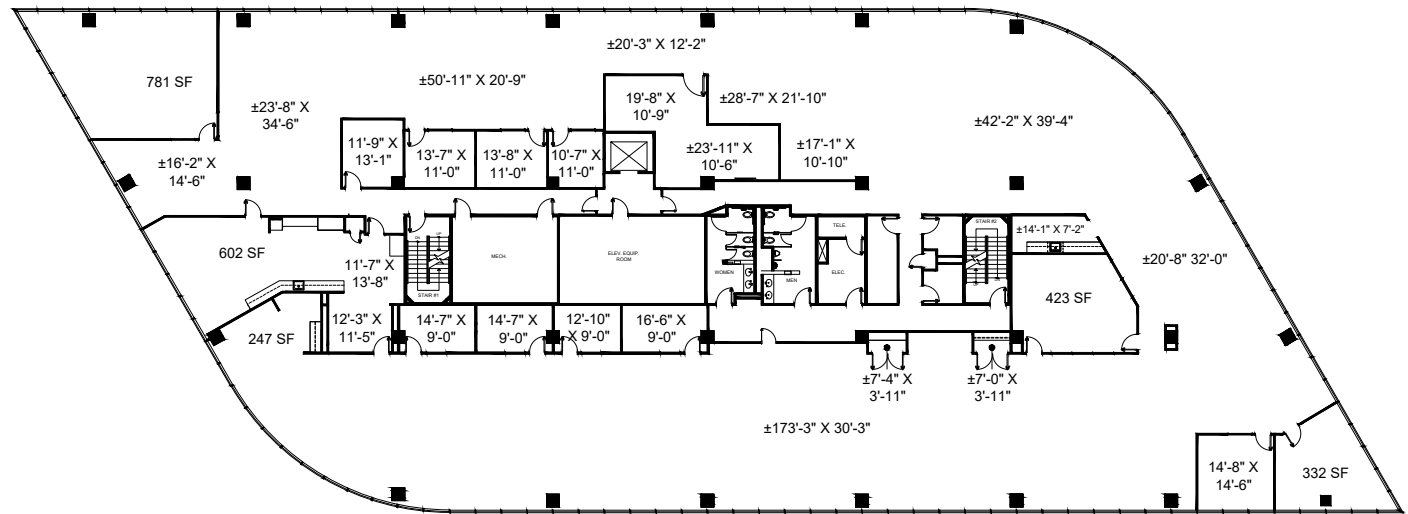 ±20'-3" X 12'-2"
781 SF
±50'-11" X 20'-9"
±23'-8" X
34'-6"
19'-8" X
10'-9"
±28'-7" X 21'-10"
±42'-2" X 39'-4"
11'-9" X
13'-1"
13'-7" X
11'-0"
13'-8" X
11'-0"
10'-7" X
11'-0"
±23'-11" X
10'-6"
±17'-1" X
10'-10"
±16'-2" X
14'-6"
602 SF
11'-7" X
13'-8"
DN
UP
STAIR #1
MECH.
ELEV. EQUIP.
ROOM
WOMEN
MEN
TELE.
ELEC.
STAIR #2
±14'-1" X 7'-2"
±20'-8" 32'-0"
423 SF
247 SF
12'-3" X
11'-5"
14'-7" X
9'-0"
14'-7" X
9'-0"
12'-10"
X 9'-0"
16'-6" X
9'-0"
±7'-4" X
3'-11"
±7'-0" X
3'-11"
±173'-3" X 30'-3"
14'-8" X
14'-6"
332 SF